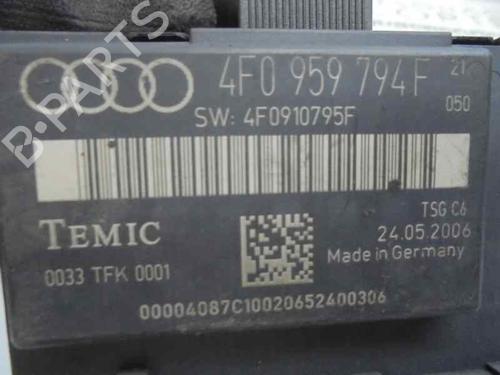 4F0 959 794 F 21
050
SW: 4F0910795F
TEMIC
TSG C6
24.05.2006
0033 TFK 0001
Made in Germany
00004087C10020652400306
B-PARTS